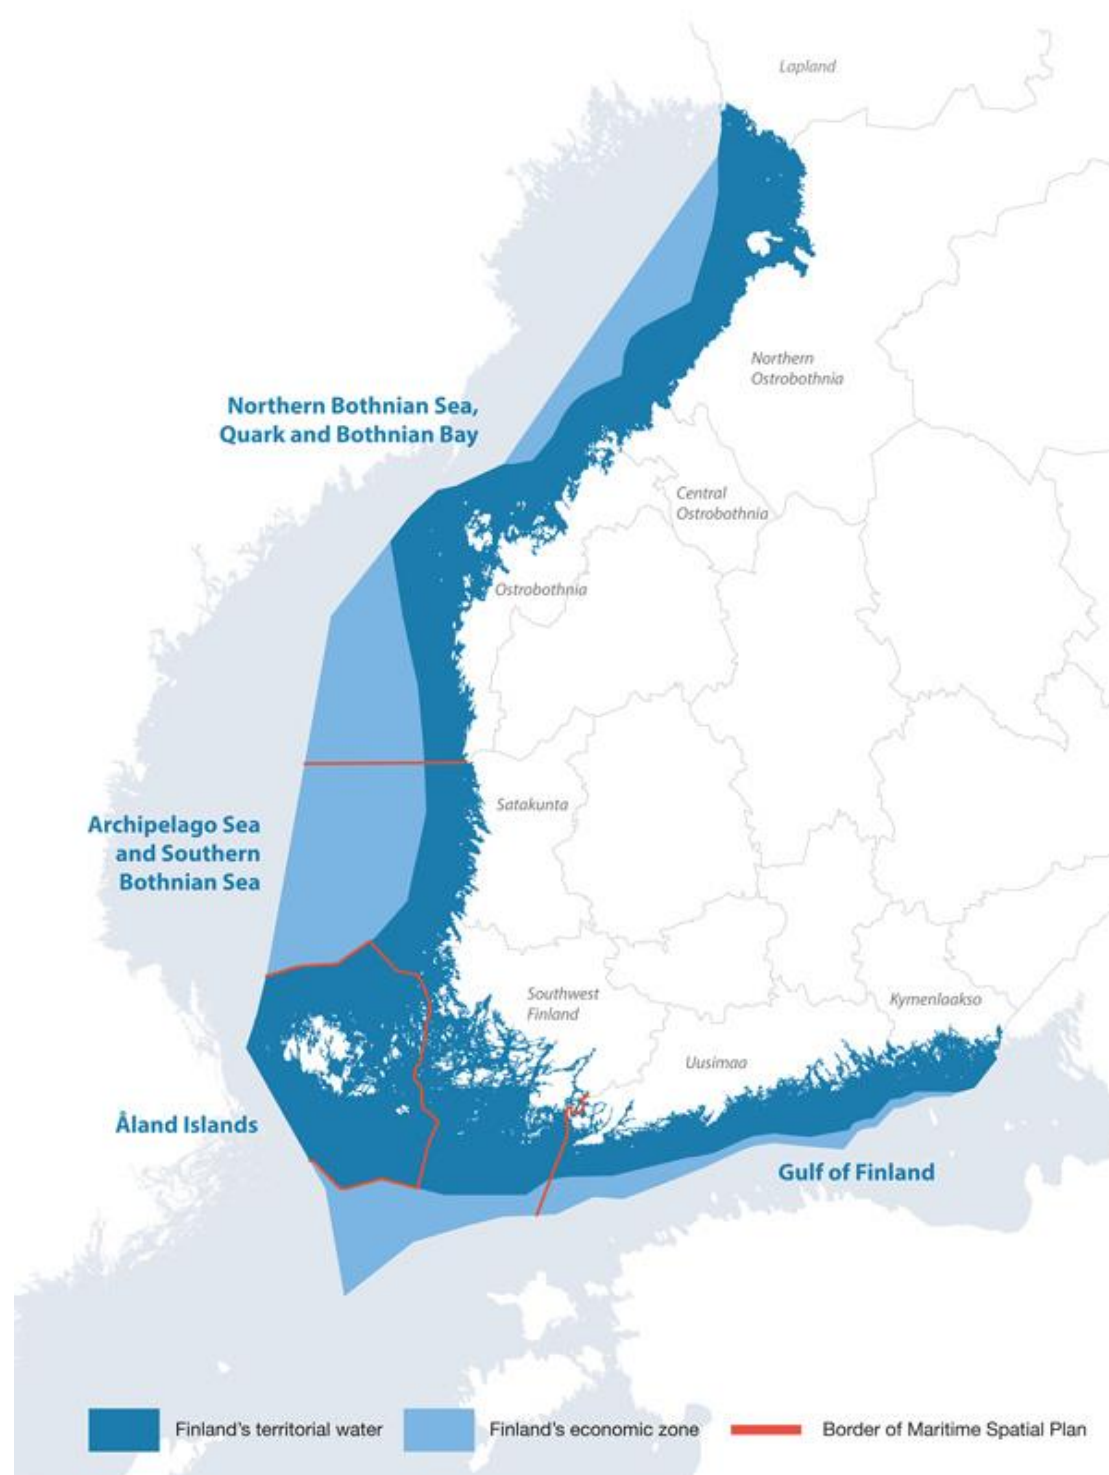 Lapland
Northern
Ostrobothnia
Northern Bothnian Sea,
Quark and Bothnian Bay
Central
Ostrobothnia
Ostrobothnia
Satakunta
Archipelago Sea
and Southern
Bothnian Sea
Southwest
Finland
Kymenlaakso
Uusimaa
Åland Islands
Gulf of Finland
Finland's territorial water
Finland's economic zone
Border of Maritime Spatial Plan